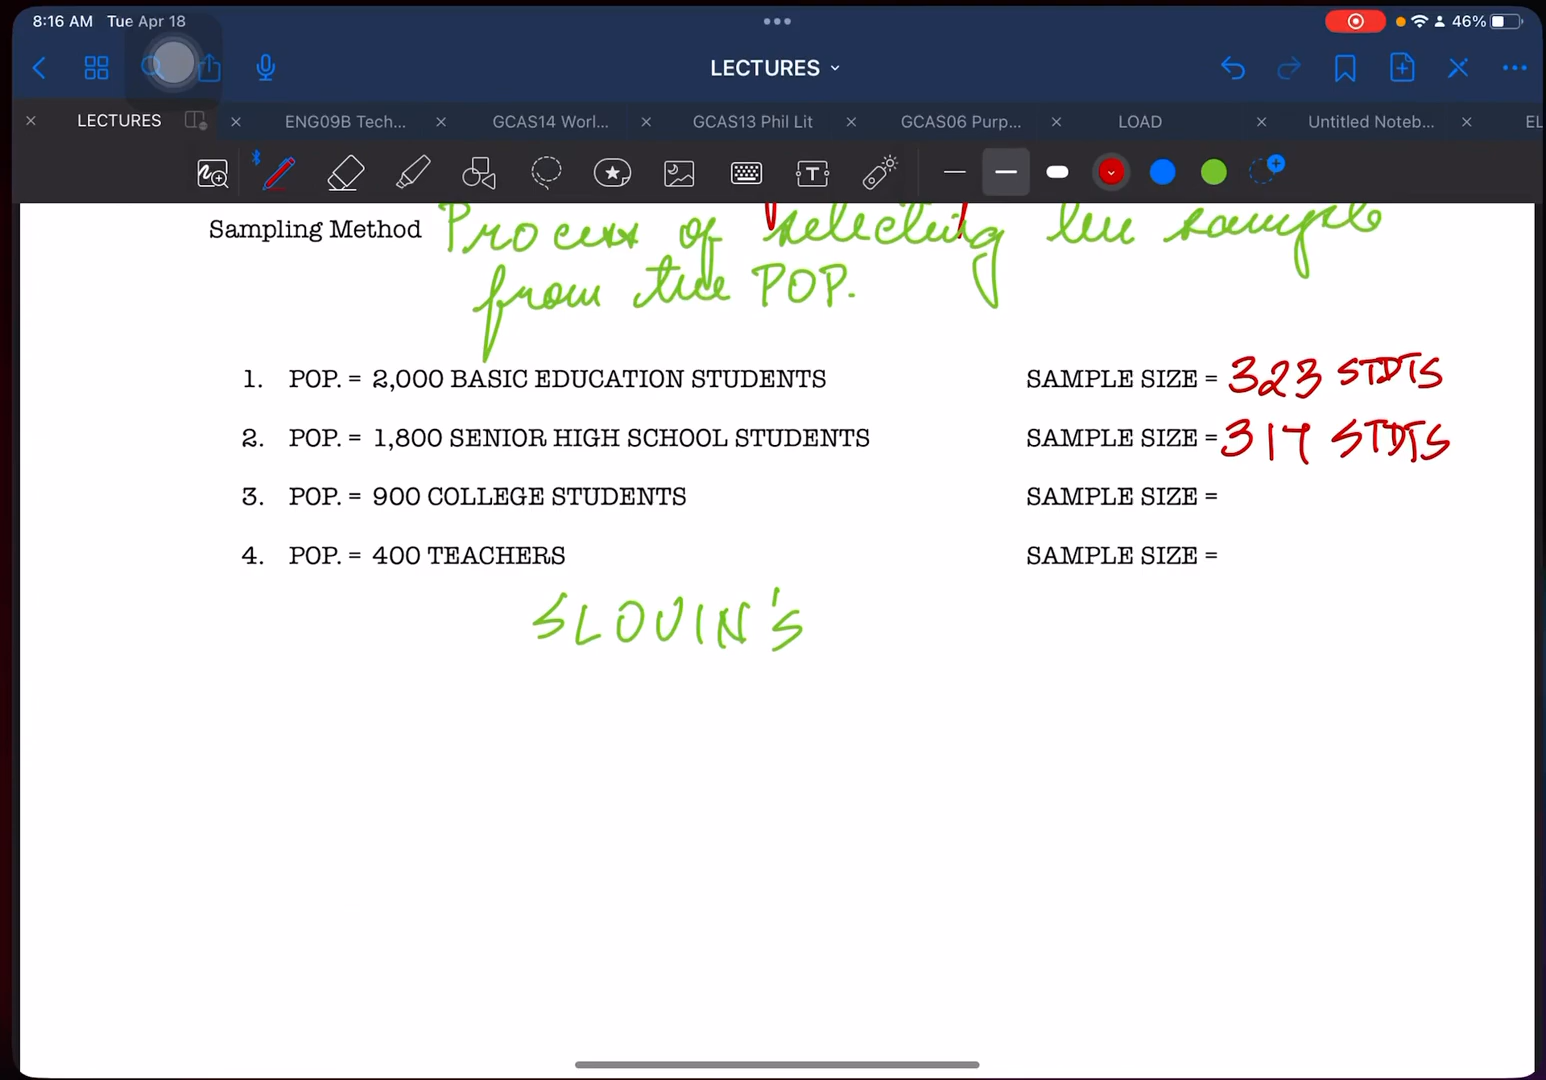 8:16 AM Tue Apr 18
46%
LECTURES
LECTURES
ENG09B Tech...
GCAS14 Worl...
GCAS13 Phil Lit
GCAS06 Purp...
LOAD
Untitled Noteb...
EL
Sampling Method Process of selecting the sample
from the POP.
1. POP. = 2,000 BASIC EDUCATION STUDENTS SAMPLE SIZE = 323 STDTS
2. POP. = 1,800 SENIOR HIGH SCHOOL STUDENTS SAMPLE SIZE = 317 STDTS
3. POP. = 900 COLLEGE STUDENTS SAMPLE SIZE =
4. POP. = 400 TEACHERS SAMPLE SIZE =
SLOVIN'S